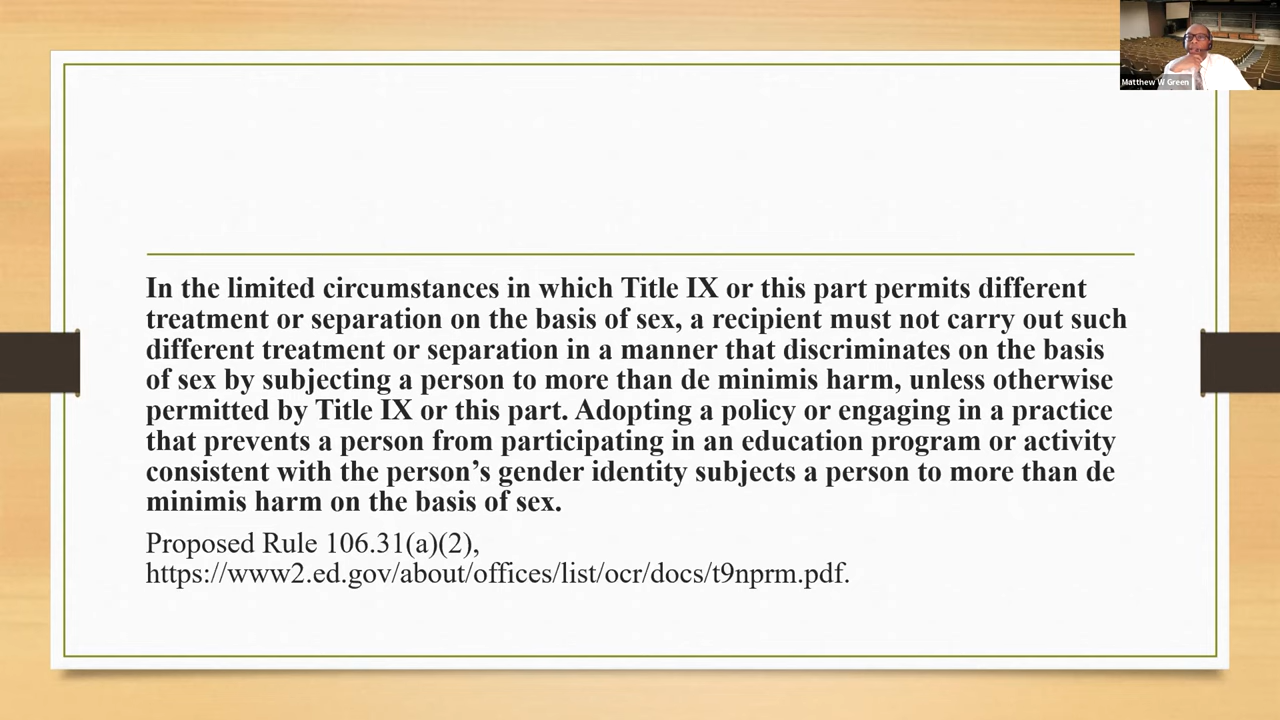 Matthew W Green
In the limited circumstances in which Title IX or this part permits different
treatment or separation on the basis of sex, a recipient must not carry out such
different treatment or separation in a manner that discriminates on the basis
of sex by subjecting a person to more than de minimis harm, unless otherwise
permitted by Title IX or this part. Adopting a policy or engaging in a practice
that prevents a person from participating in an education program or activity
consistent with the person’s gender identity subjects a person to more than de
minimis harm on the basis of sex.
Proposed Rule 106.31(a)(2),
https://www2.ed.gov/about/offices/list/ocr/docs/t9nprm.pdf.